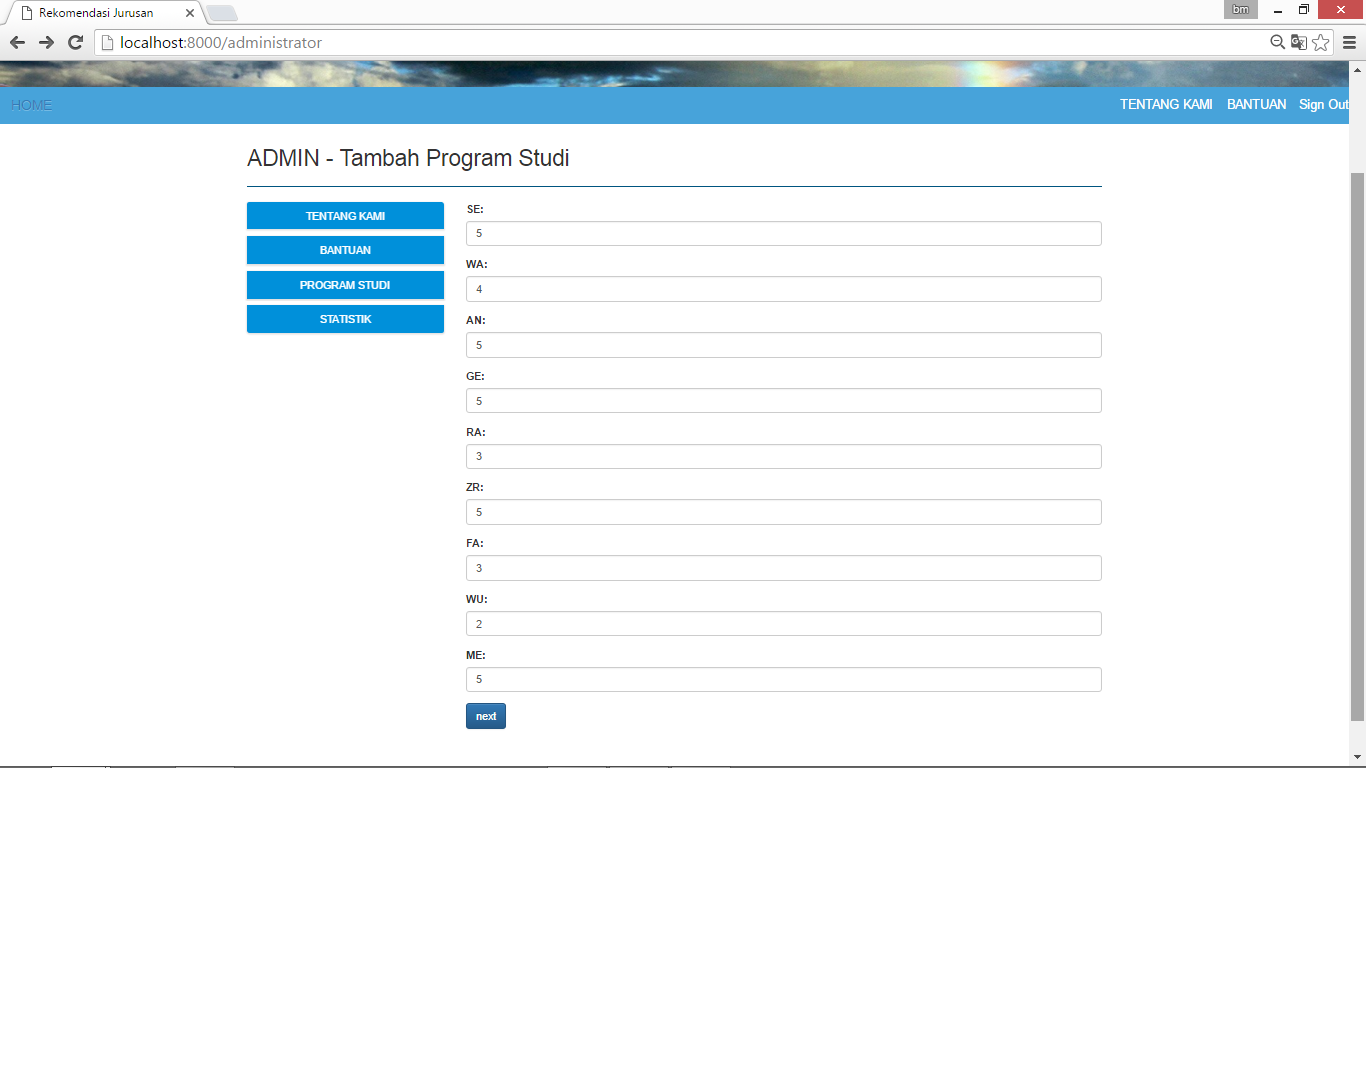 Rekomendasi Jurusan
bm
localhost:8000/administrator
HOME
TENTANG KAMI BANTUAN Sign Out
ADMIN - Tambah Program Studi
TENTANG KAMI
BANTUAN
PROGRAM STUDI
STATISTIK
SE:
5
WA:
4
AN:
5
GE:
5
RA:
3
ZR:
5
FA:
3
WU:
2
ME:
5
next